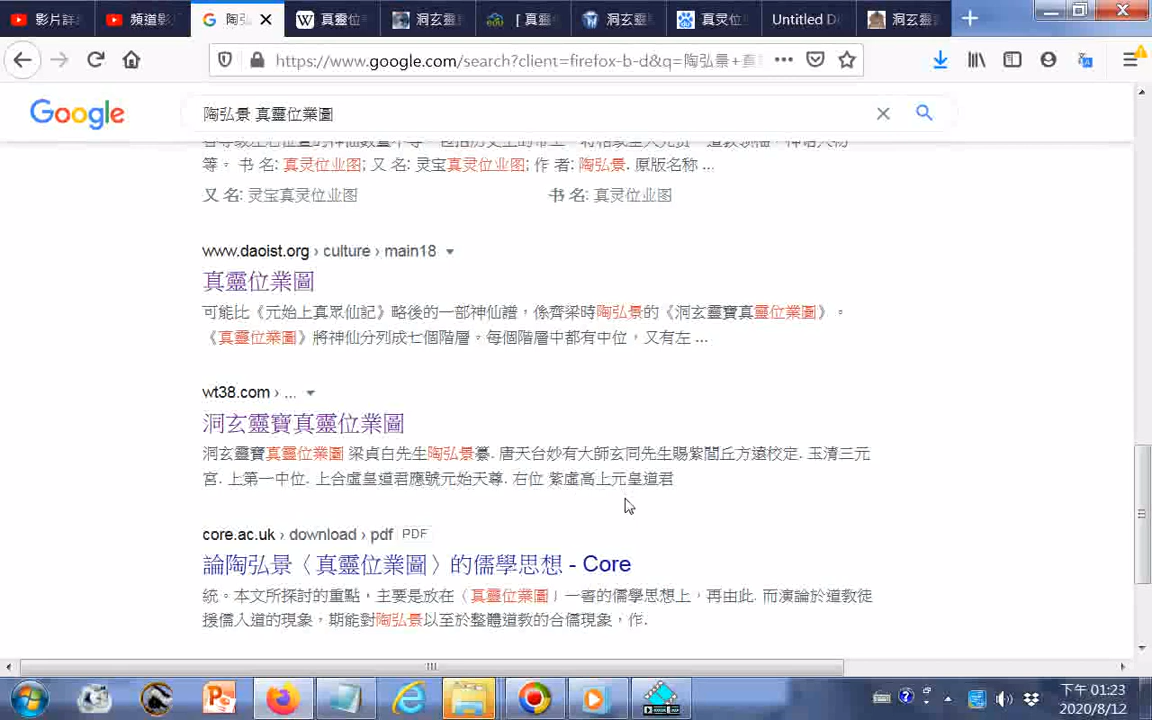 影片詳
頻道影
陶弘
真靈位
洞玄靈
[ 真靈
洞玄靈
真灵位
Untitled D
洞玄靈
https://www.google.com/search?client=firefox-b-d&q=陶弘景+真
Google
陶弘景 真靈位業圖
等。 书 名: 真灵位业图; 又 名: 灵宝真灵位业图; 作 者: 陶弘景. 原版名称 ...
又 名: 灵宝真灵位业图
书 名: 真灵位业图
www.daoist.org › culture › main18
真靈位業圖
可能比《元始上真眾仙記》略後的一部神仙譜，係齊梁時陶弘景的《洞玄靈寶真靈位業圖》。
《真靈位業圖》將神仙分列成七個階層。每個階層中都有中位，又有左 ...
wt38.com › ...
洞玄靈寶真靈位業圖
洞玄靈寶真靈位業圖 梁貞白先生陶弘景纂. 唐天台妙有大師玄同先生賜紫閭丘方遠校定. 玉清三元
宮. 上第一中位. 上合虛皇道君應號元始天尊. 右位 紫虛高上元皇道君
core.ac.uk › download › pdf PDF
論陶弘景〈真靈位業圖〉的儒學思想 - Core
統。本文所探討的重點，主要是放在〈真靈位業圖〉一書的儒學思想上，再由此. 而演論於道教徒
援儒入道的現象，期能對陶弘景以至於整體道教的合儒現象，作.
下午 01:23
2020/8/12